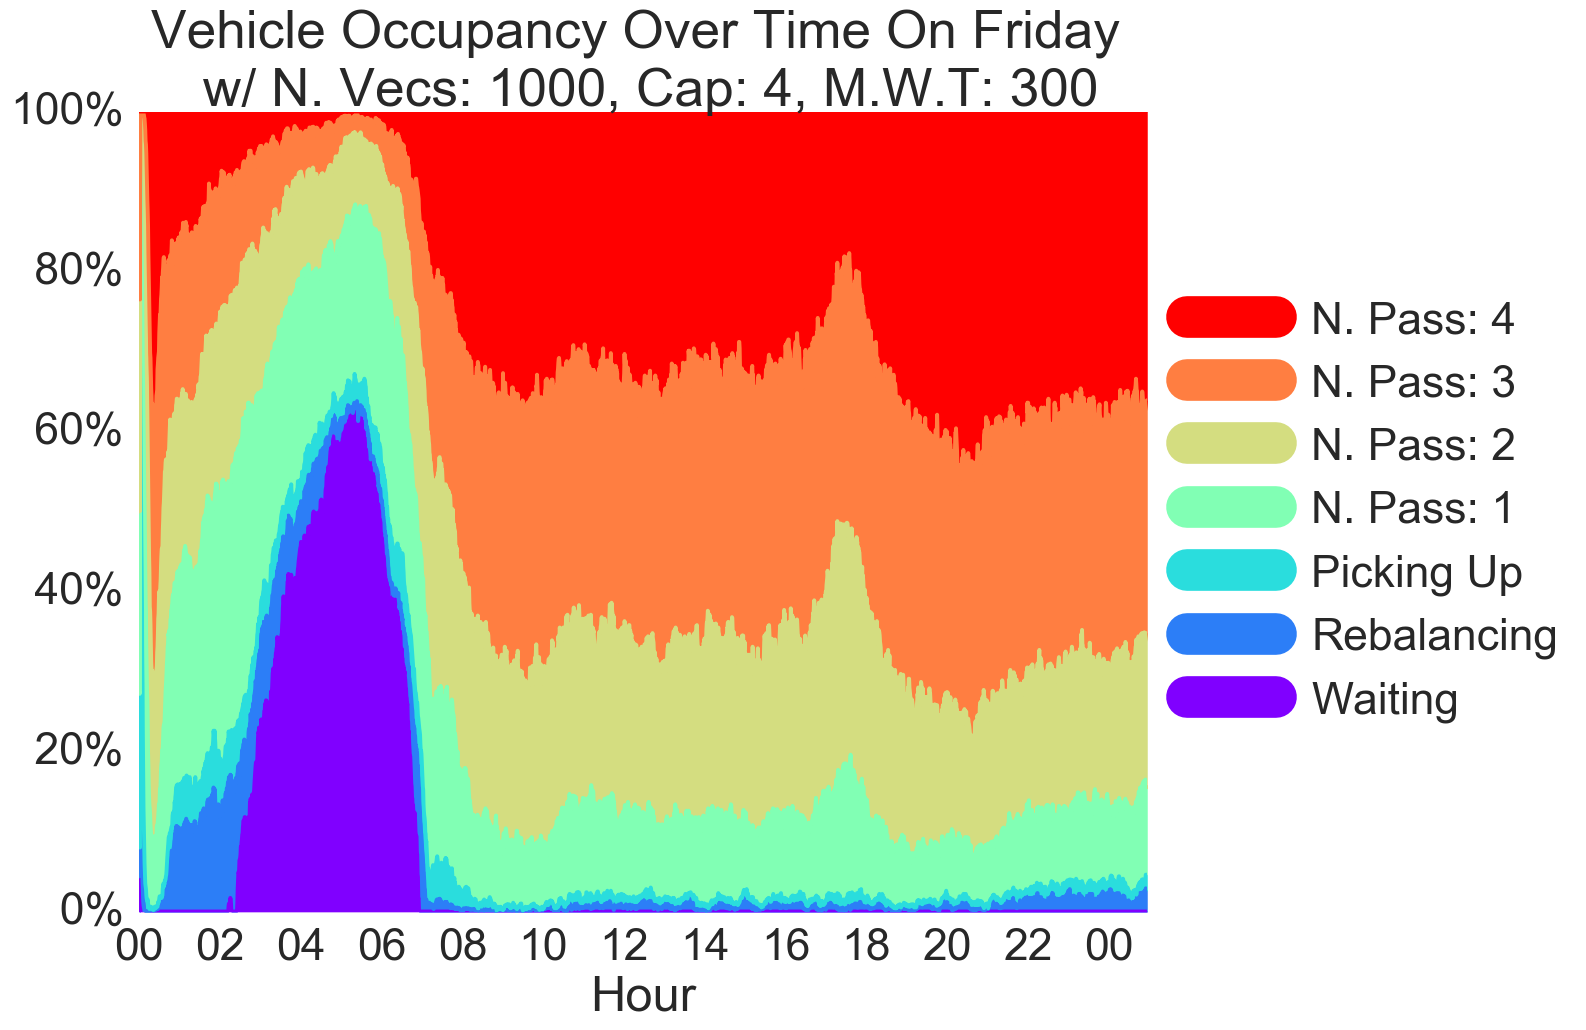 Vehicle Occupancy Over Time On Friday
w/ N. Vecs: 1000, Cap: 4, M.W.T: 300
100%
80%
60%
40%
20%
0%
00 02 04 06 08 10 12 14 16 18 20 22 00
Hour
N. Pass: 4
N. Pass: 3
N. Pass: 2
N. Pass: 1
Picking Up
Rebalancing
Waiting